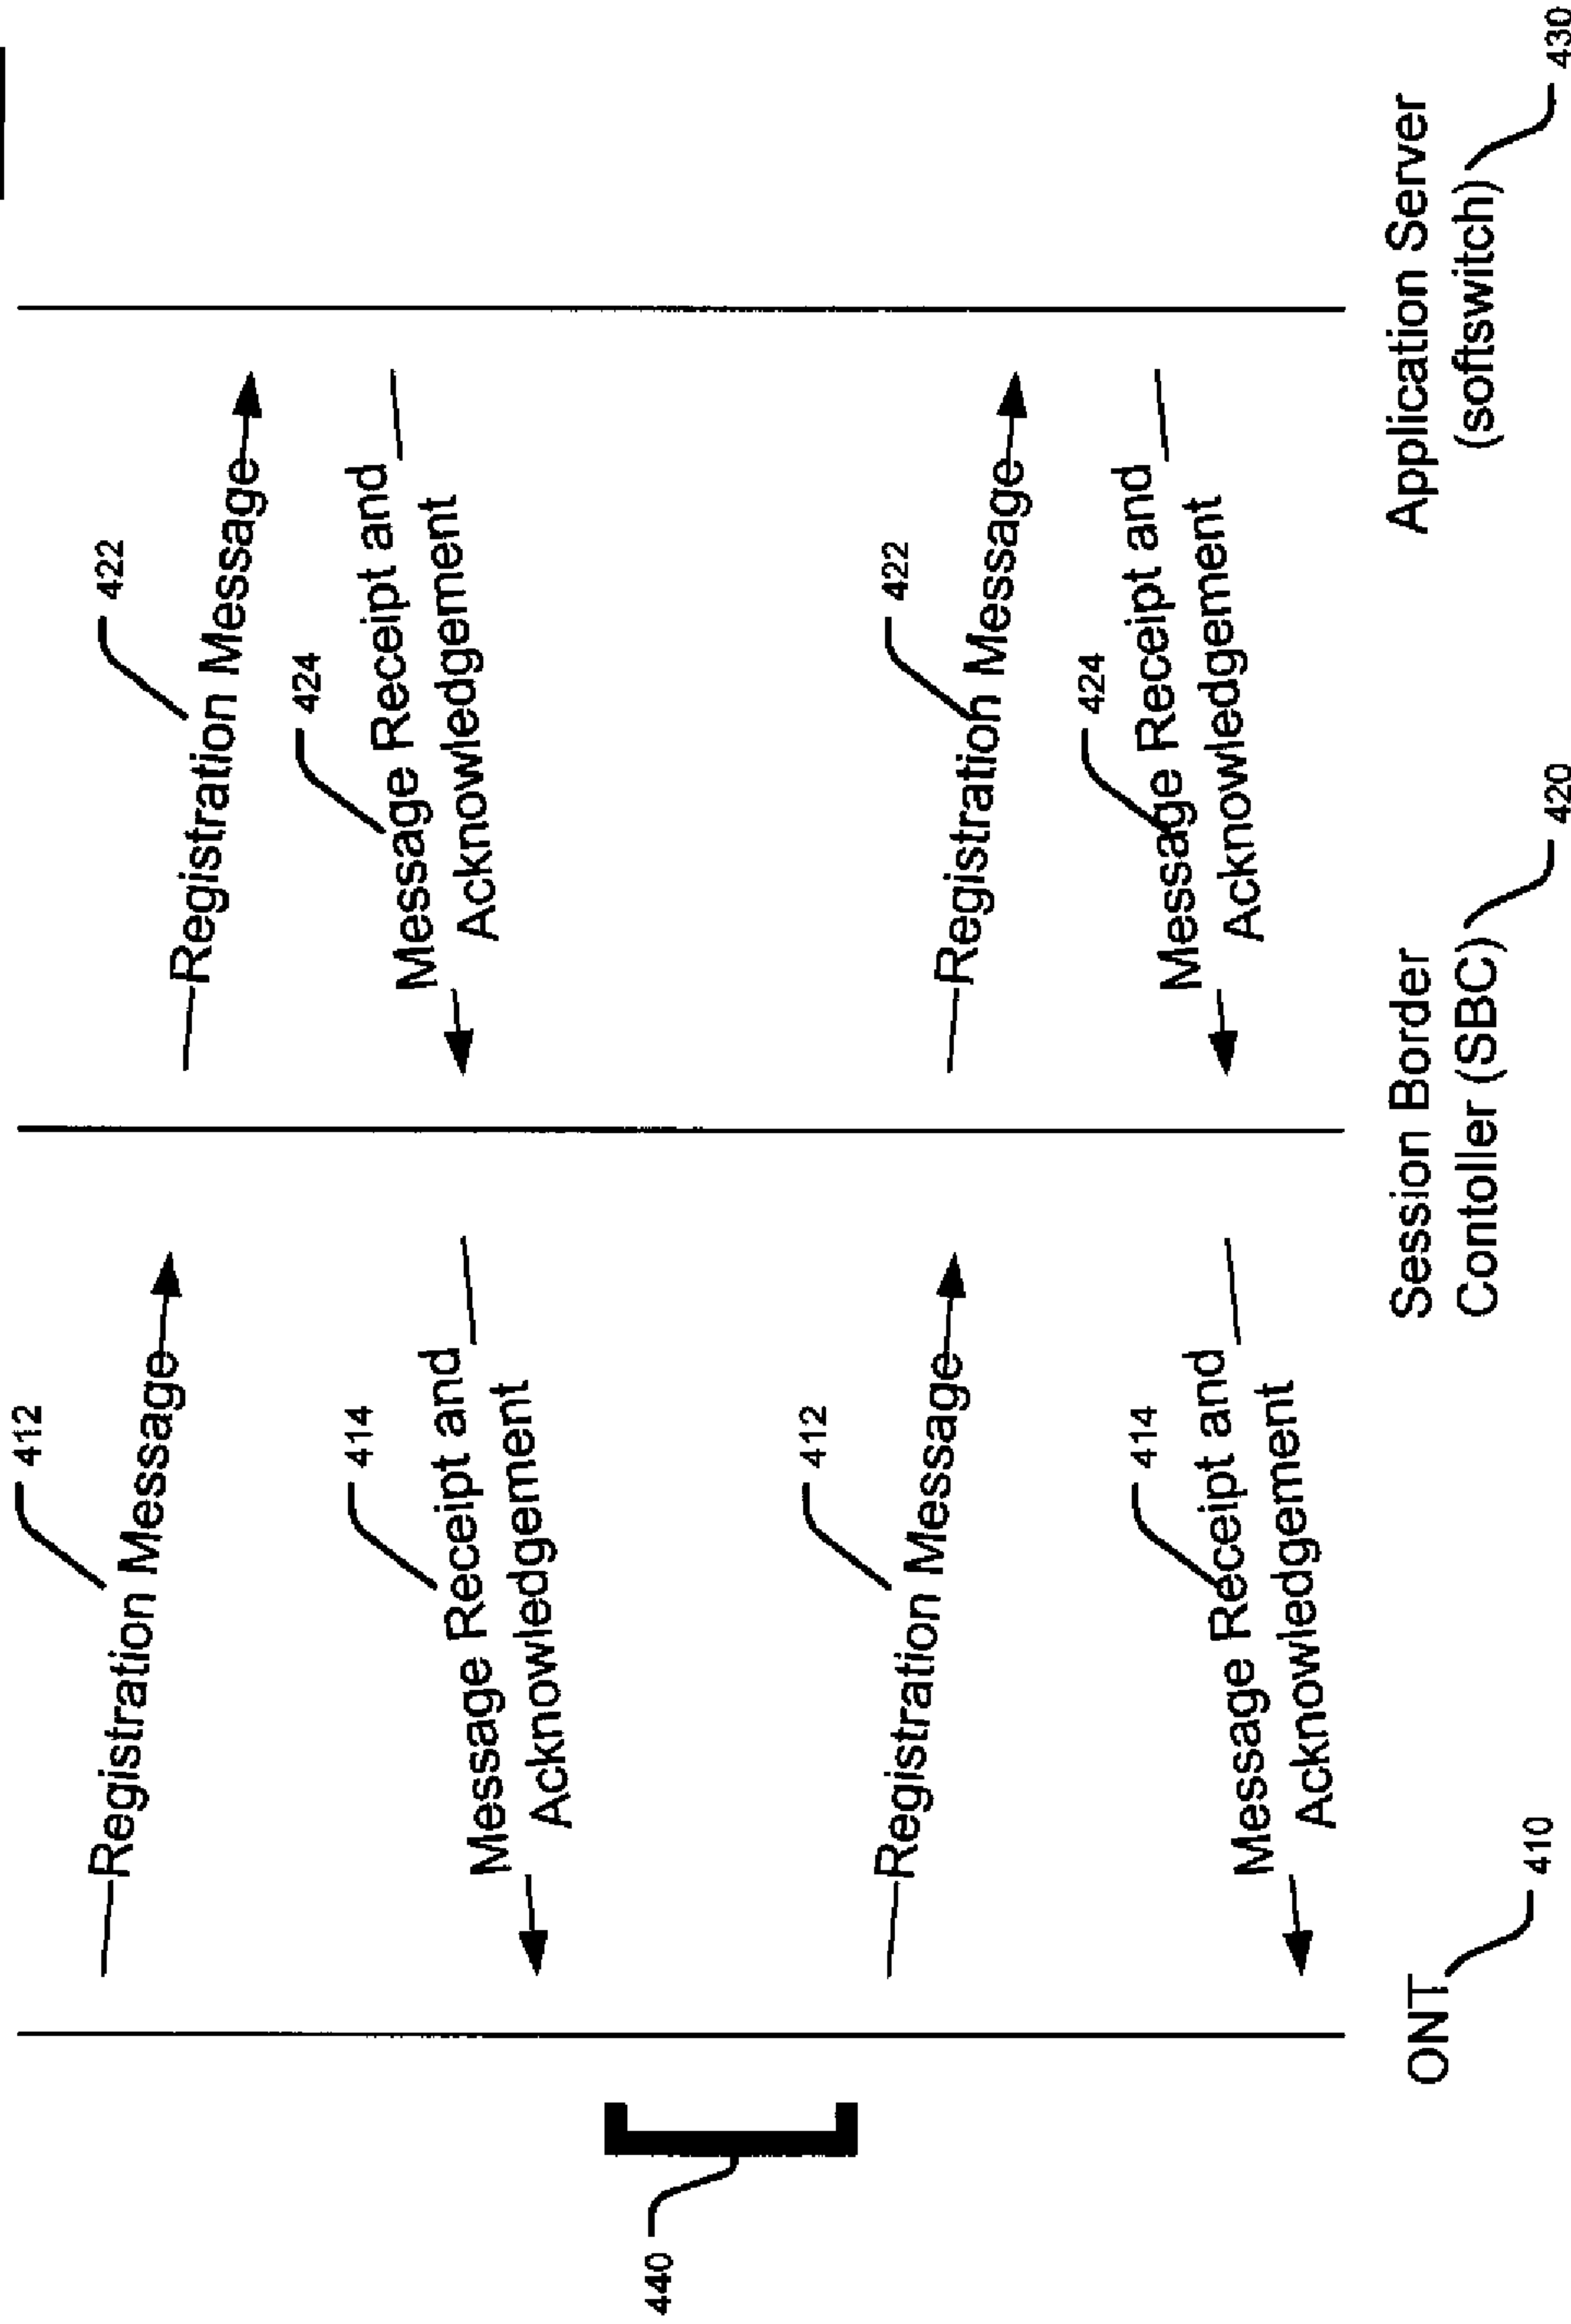 412
Registration Message
422
Registration Message
414
Message Receipt and
Acknowledgement
424
Message Receipt and
Acknowledgement
440
412
Registration Message
422
Registration Message
414
Message Receipt and
Acknowledgement
424
Message Receipt and
Acknowledgement
ONT
410
Session Border
Contoller (SBC)
420
Application Server
(softswitch)
430